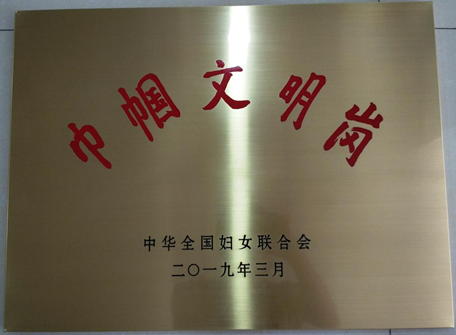 巾帼文明岗
中华全国妇女联合会
二〇一九年三月